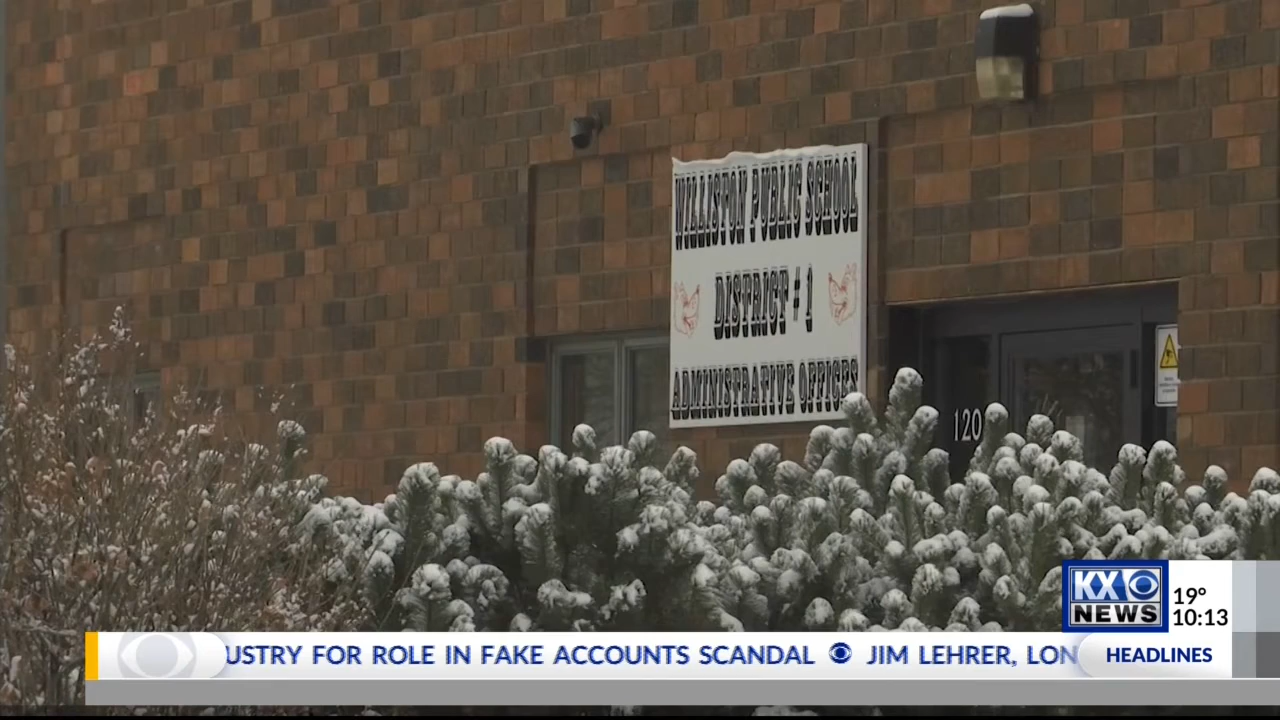 WILLISTON PUBLIC SCHOOL
DISTRICT # 1
ADMINISTRATIVE OFFICES
120
KX
NEWS
19°
10:13
USTRY FOR ROLE IN FAKE ACCOUNTS SCANDAL JIM LEHRER, LON
HEADLINES